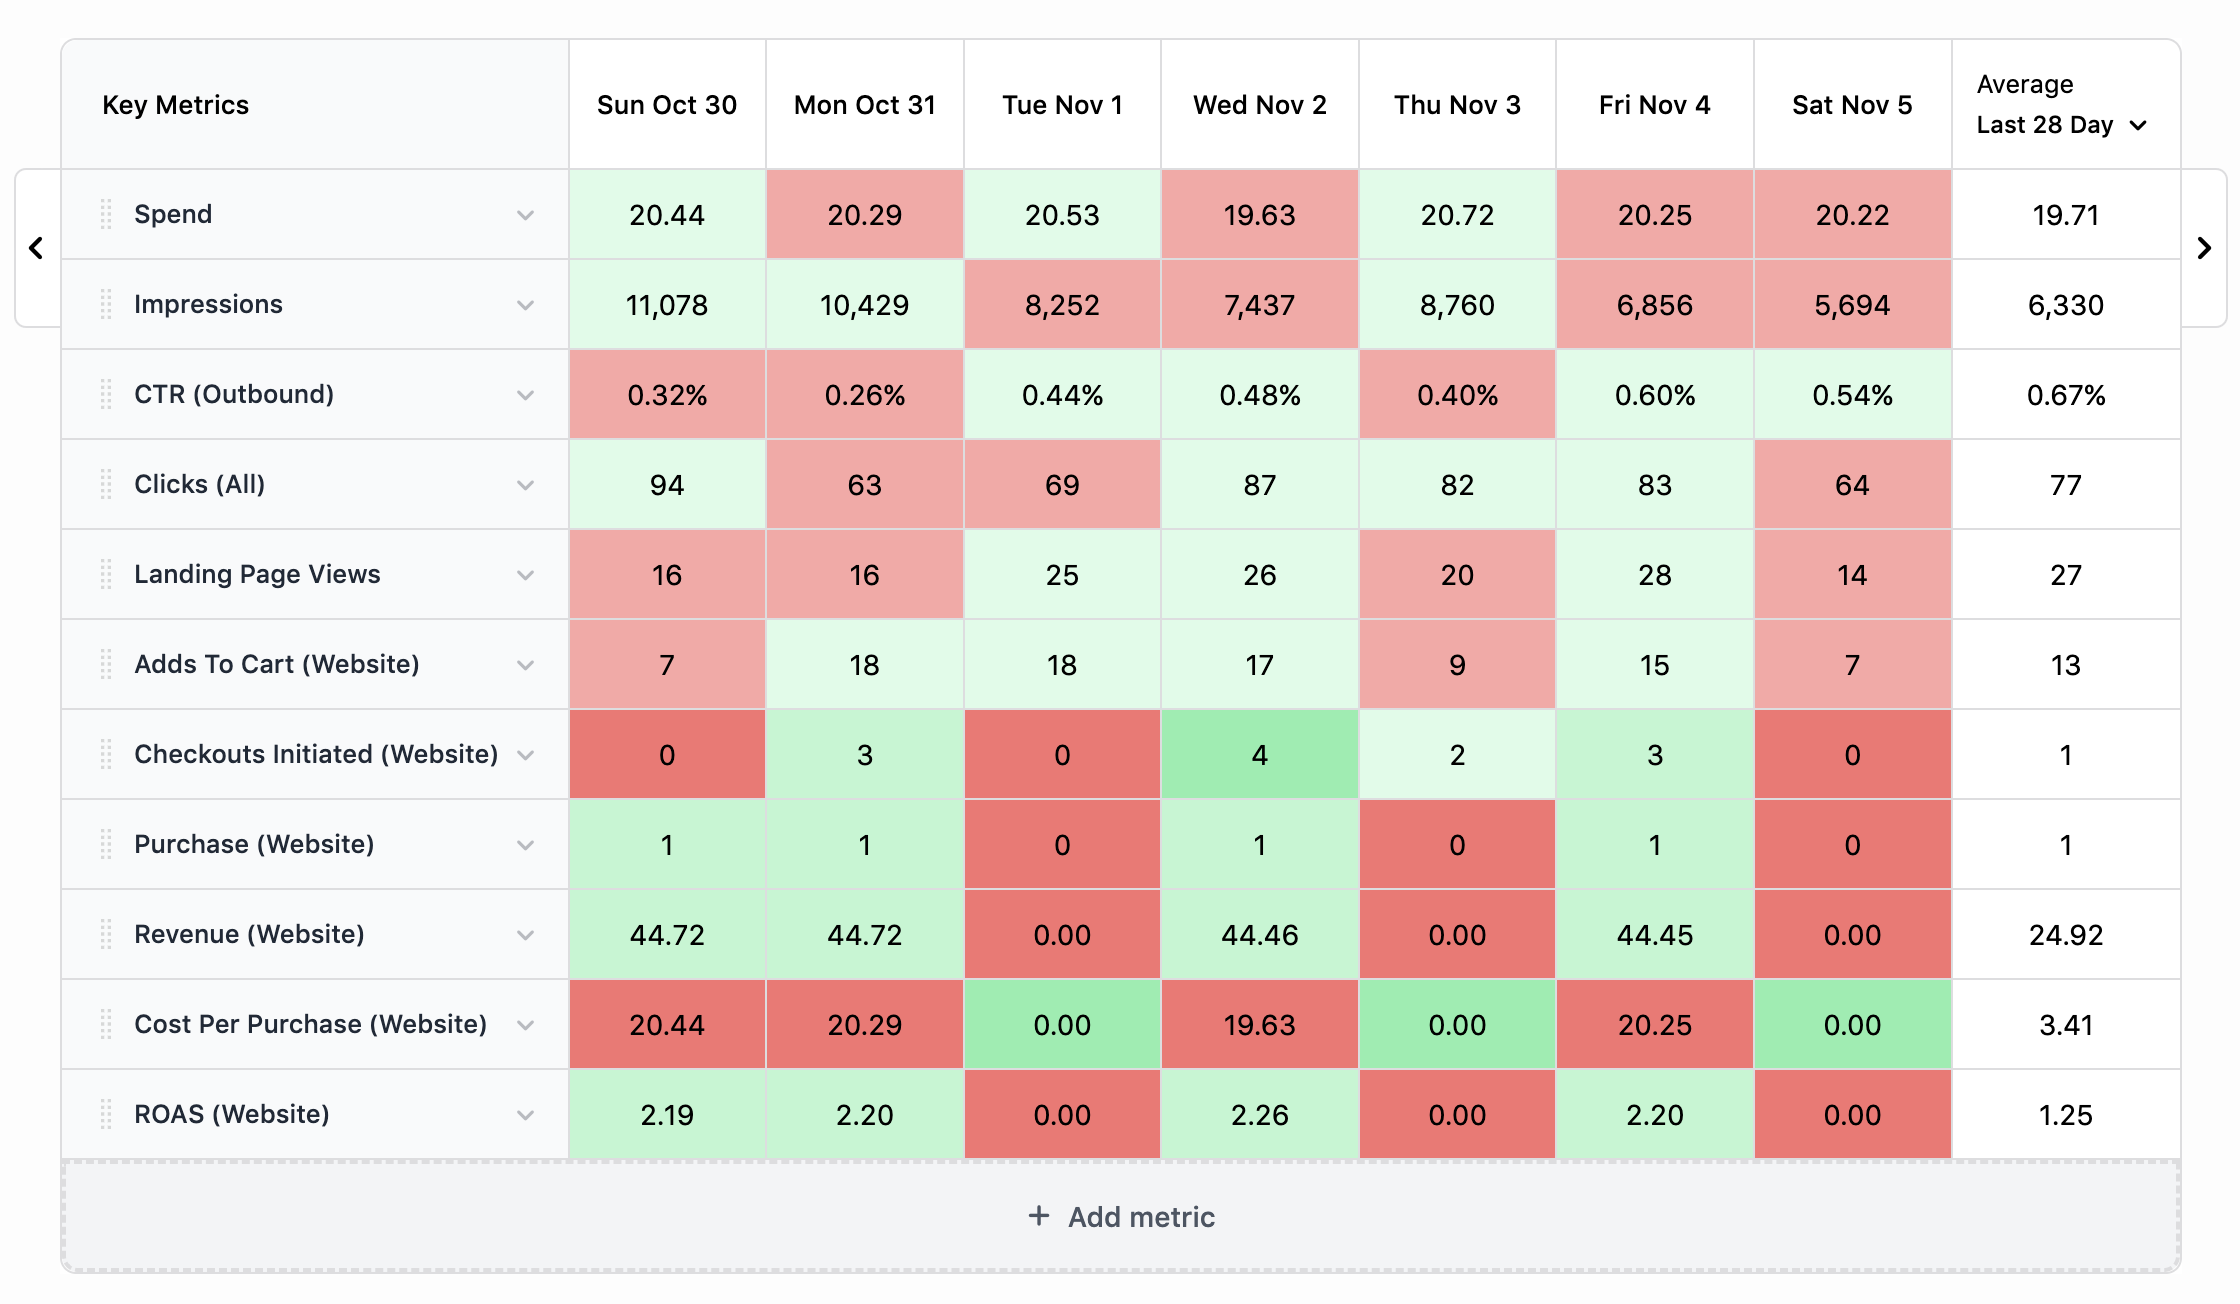 Key Metrics Sun Oct 30 Mon Oct 31 Tue Nov 1 Wed Nov 2 Thu Nov 3 Fri Nov 4 Sat Nov 5 Average
Last 28 Day
Spend 20.44 20.29 20.53 19.63 20.72 20.25 20.22 19.71
Impressions 11,078 10,429 8,252 7,437 8,760 6,856 5,694 6,330
CTR (Outbound) 0.32% 0.26% 0.44% 0.48% 0.40% 0.60% 0.54% 0.67%
Clicks (All) 94 63 69 87 82 83 64 77
Landing Page Views 16 16 25 26 20 28 14 27
Adds To Cart (Website) 7 18 18 17 9 15 7 13
Checkouts Initiated (Website) 0 3 0 4 2 3 0 1
Purchase (Website) 1 1 0 1 0 1 0 1
Revenue (Website) 44.72 44.72 0.00 44.46 0.00 44.45 0.00 24.92
Cost Per Purchase (Website) 20.44 20.29 0.00 19.63 0.00 20.25 0.00 3.41
ROAS (Website) 2.19 2.20 0.00 2.26 0.00 2.20 0.00 1.25
+ Add metric